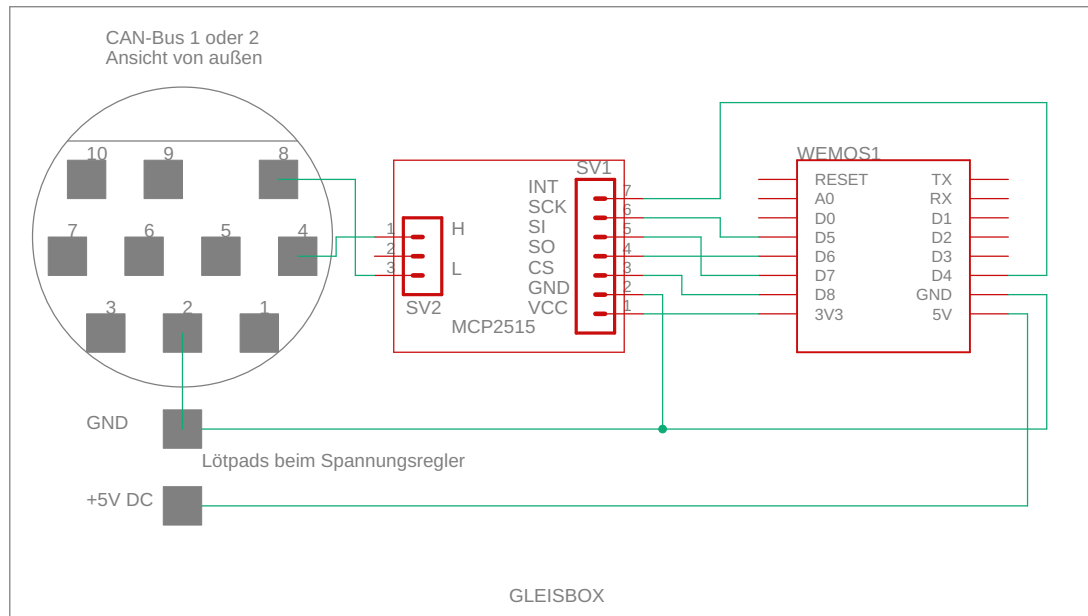 CAN-Bus 1 oder 2
Ansicht von außen
10
9
8
7
6
5
4
3
2
1
GND
Lötpads beim Spannungsregler
+5V DC
1
2
3
H
L
SV2
MCP2515
SV1
INT
SCK
SI
SO
CS
GND
VCC
7
6
5
4
3
2
1
WEMOS1
RESET
A0
D0
D5
D6
D7
D8
3V3
TX
RX
D1
D2
D3
D4
GND
5V
GLEISBOX